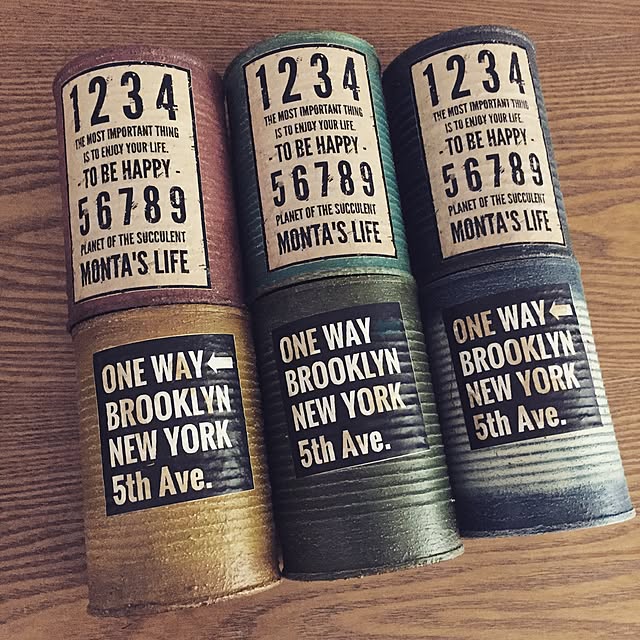 1234
THE MOST IMPORTANT THING
IS TO ENJOY YOUR LIFE.
- TO BE HAPPY -
56789
PLANET OF THE SUCCULENT
MONTA'S LIFE
1234
THE MOST IMPORTANT THING
IS TO ENJOY YOUR LIFE.
- TO BE HAPPY -
56789
PLANET OF THE SUCCULENT
MONTA'S LIFE
1234
THE MOST IMPORTANT THING
IS TO ENJOY YOUR LIFE.
- TO BE HAPPY -
56789
PLANET OF THE SUCCULENT
MONTA'S LIFE
ONE WAY ←
BROOKLYN
NEW YORK
5th Ave.
ONE WAY
BROOKLYN
NEW YORK
5th Ave.
ONE WAY ←
BROOKLYN
NEW YORK
5th Ave.